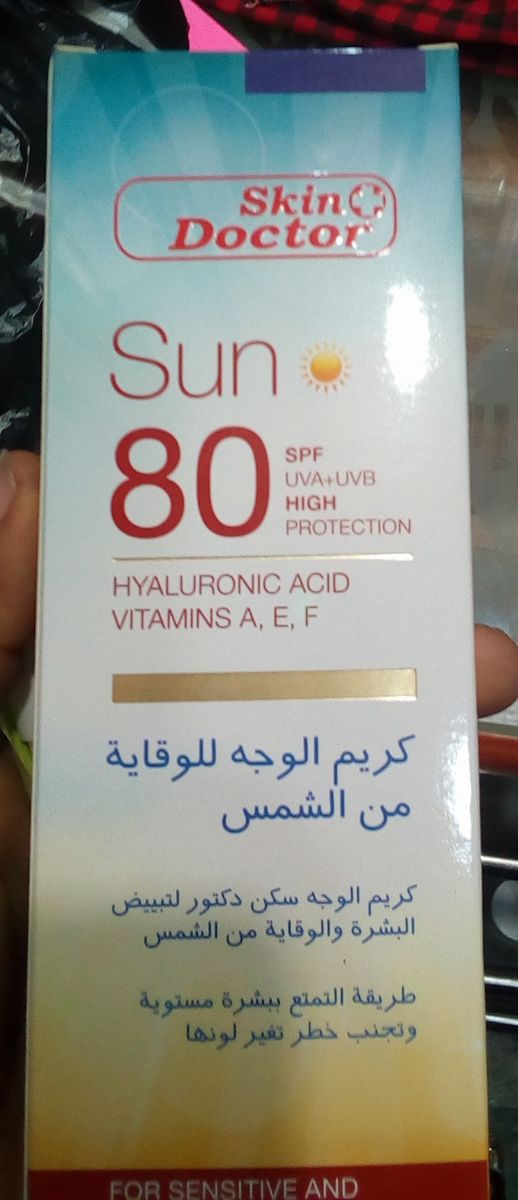 Skin
Doctor
Sun
80
SPF
UVA+UVB
HIGH
PROTECTION
HYALURONIC ACID
VITAMINS A, E, F
كريم الوجه للوقاية
من الشمس
كريم الوجه سكن دكتور لتبييض
البشرة والوقاية من الشمس
طريقة التمتع ببشرة مستوية
وتجنب خطر تغير لونها
FOR SENSITIVE AND